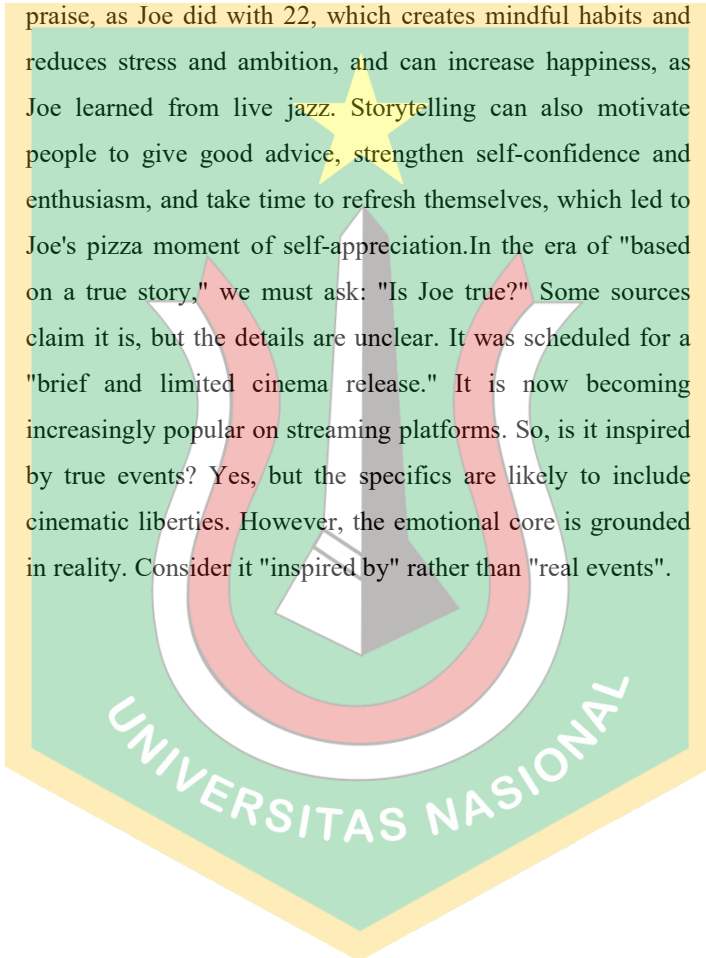 praise, as Joe did with 22, which creates mindful habits and
reduces stress and ambition, and can increase happiness, as
Joe learned from live jazz. Storytelling can also motivate
people to give good advice, strengthen self-confidence and
enthusiasm, and take time to refresh themselves, which led to
Joe's pizza moment of self-appreciation.In the era of "based
on a true story," we must ask: "Is Joe true?" Some sources
claim it is, but the details are unclear. It was scheduled for a
"brief and limited cinema release." It is now becoming
increasingly popular on streaming platforms. So, is it inspired
by true events? Yes, but the specifics are likely to include
cinematic liberties. However, the emotional core is grounded
in reality. Consider it "inspired by" rather than "real events".
UNIVERSITAS NASIONAL